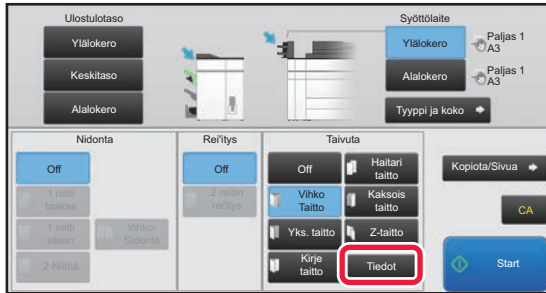 Ulostulotaso
Syöttölaite
Ylälokero
Keskitaso
Alalokero
Ylälokero
Paljas 1
A3
Alalokero
Paljas 1
A3
Tyyppi ja koko
Nidonta
Off
1 niitti
taakse
1 niitti
eteen
Vihko-
Sidonta
2 Niittiä
Rei'itys
Off
2 reiän
rei'itys
Taivuta
Off
Haitari
taitto
Vihko
Taitto
Kaksois
taitto
Yks. taitto
Z-taitto
Kirje
taitto
Tiedot
Kopiota/Sivua
CA
Start